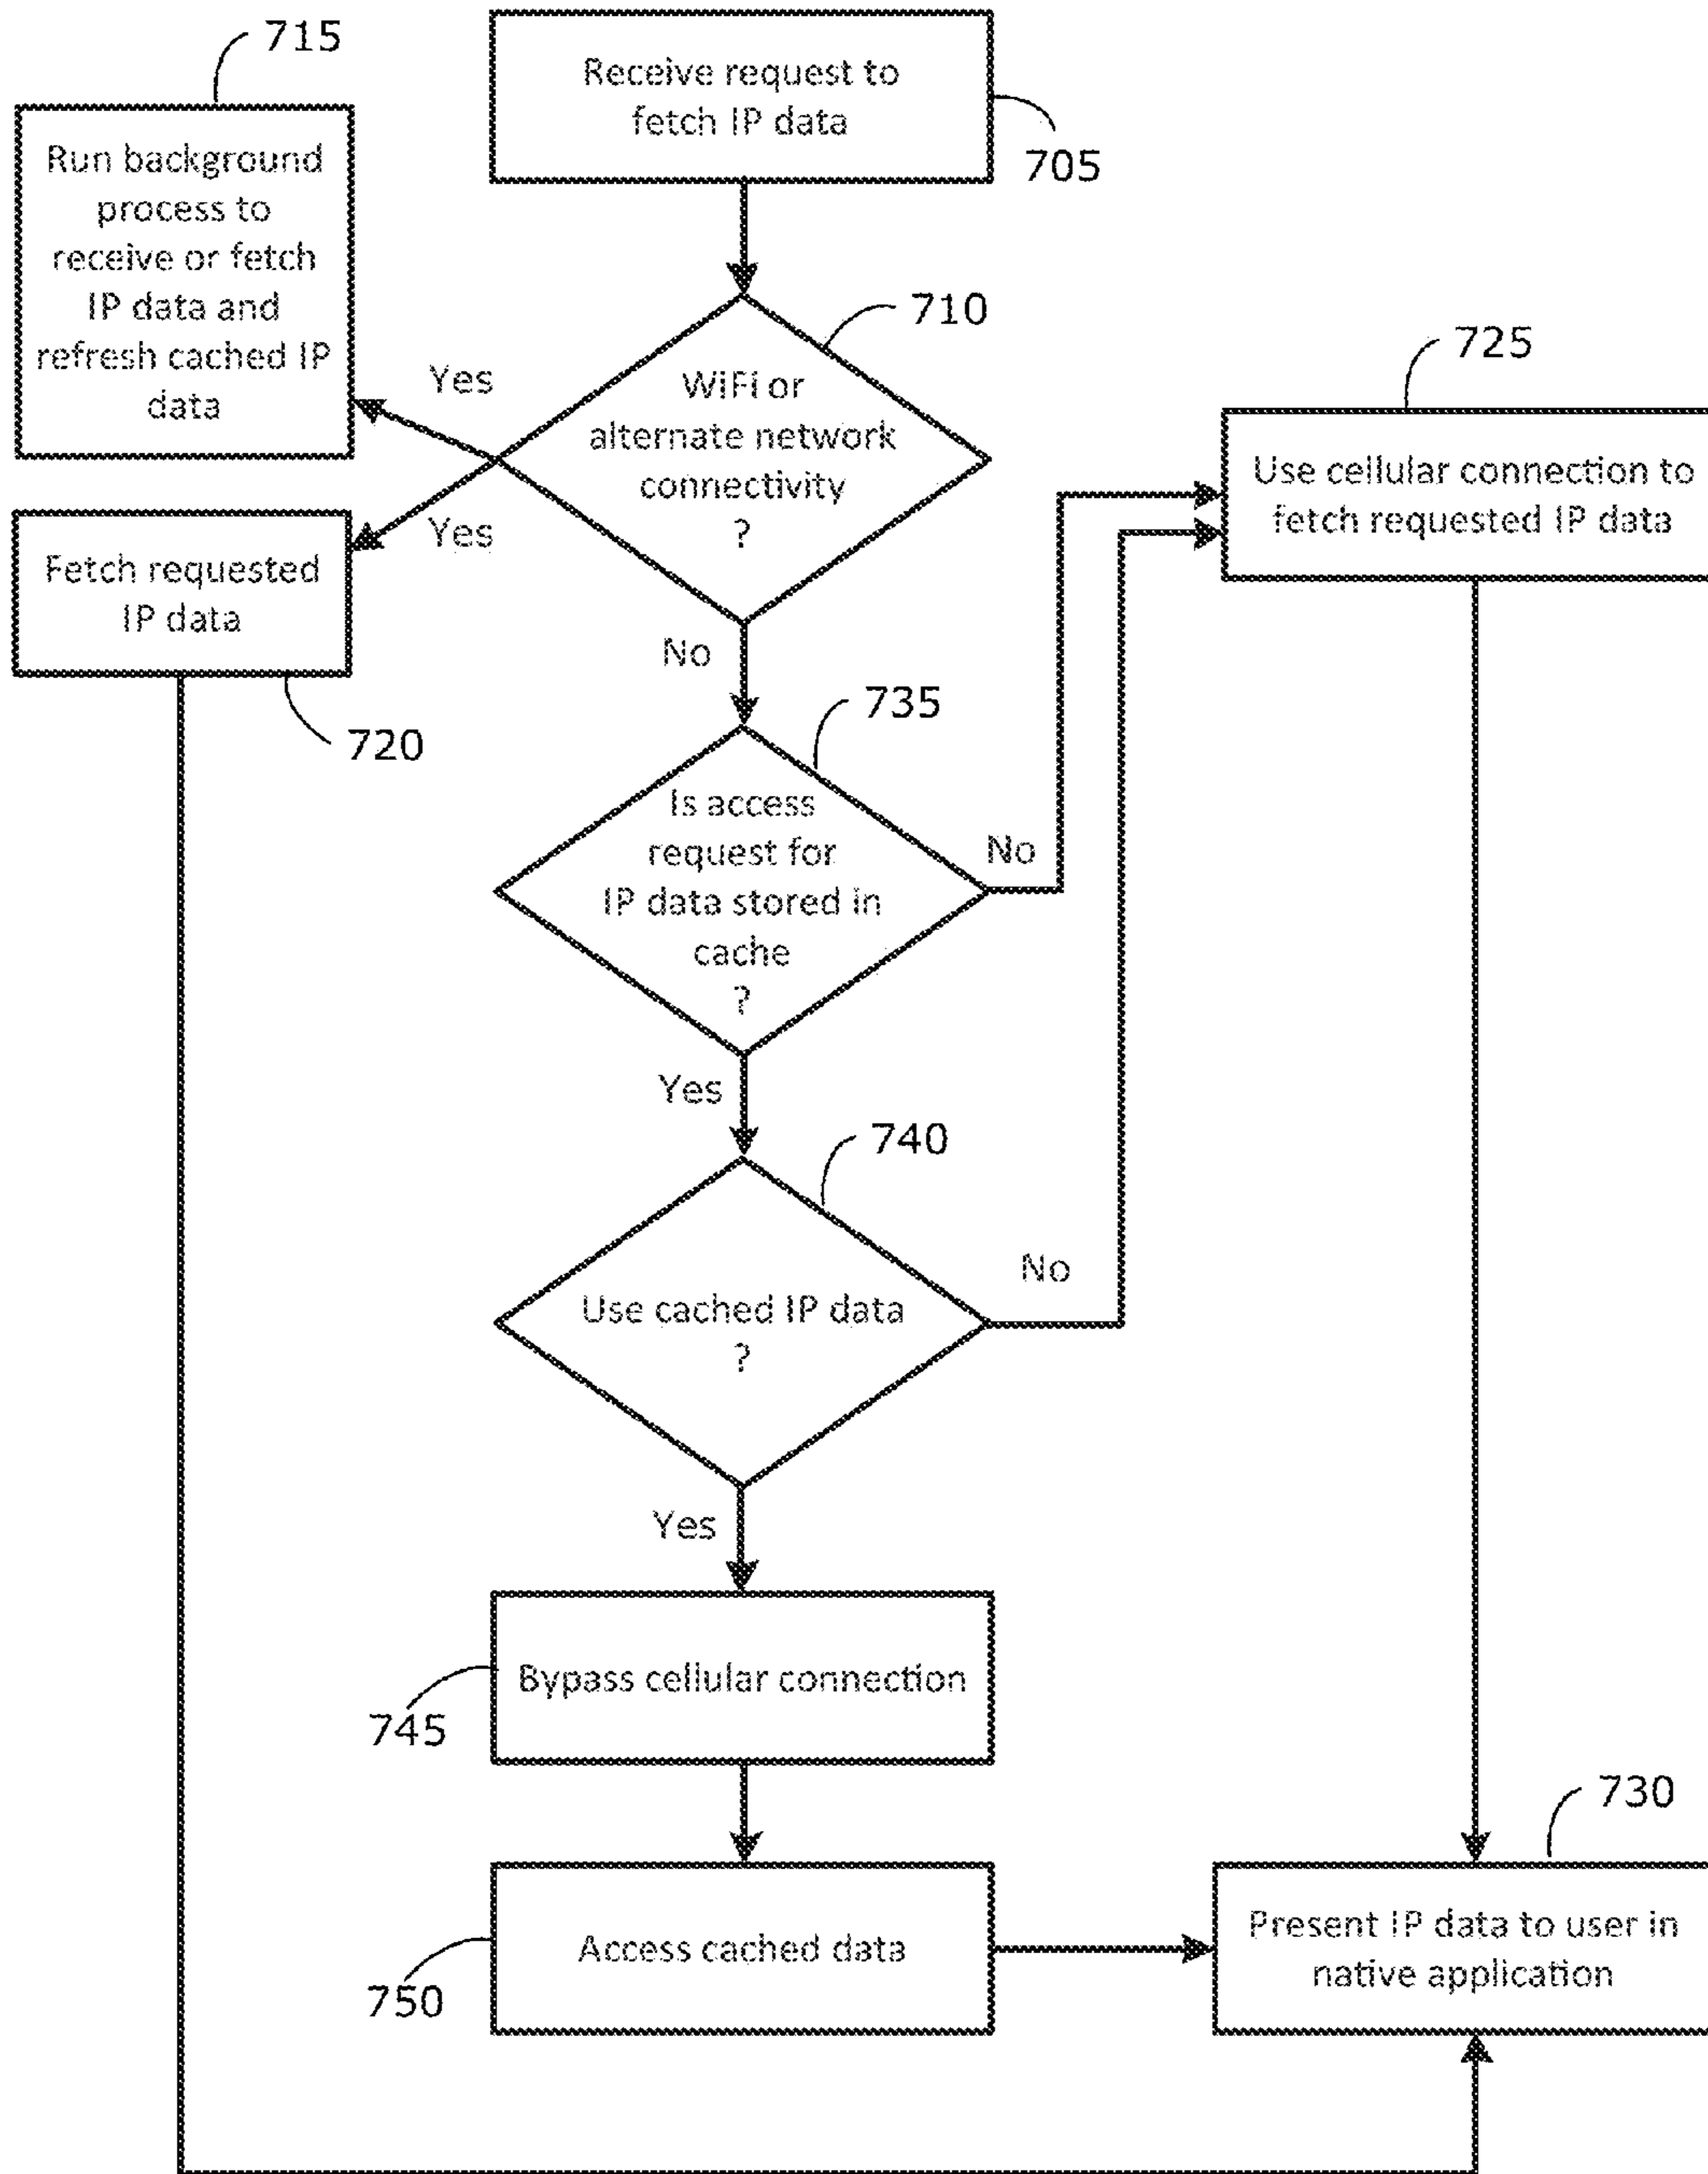 715
Receive request to
fetch IP data
705
Run background
process to
receive or fetch
IP data and
refresh cached IP
data
710
WiFi or
alternate network
connectivity
?
Yes
Yes
No
725
Use cellular connection to
fetch requested IP data
Fetch requested
IP data
720
735
Is access
request for
IP data stored in
cache
?
No
Yes
740
Use cached IP data
?
No
Yes
Bypass cellular connection
745
730
Access cached data
750
Present IP data to user in
native application